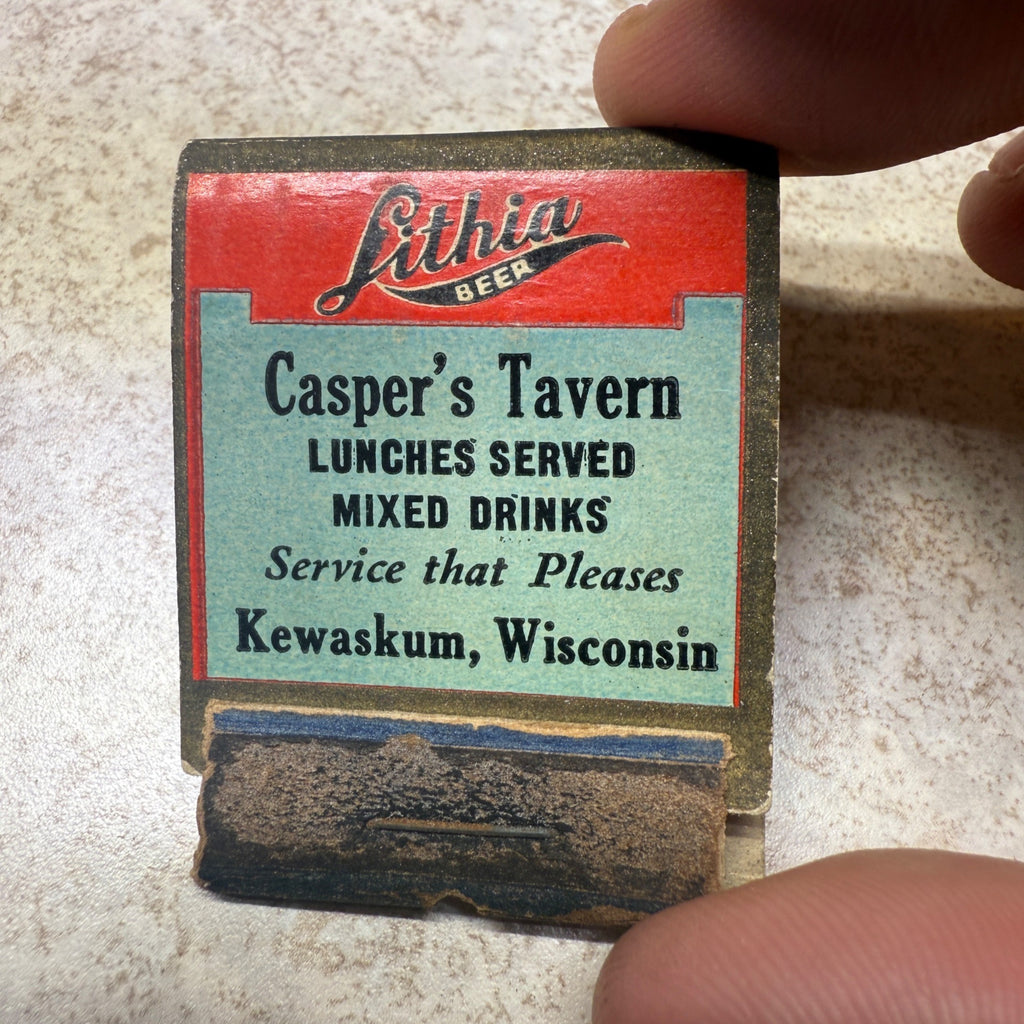 Lithia
BEER
Casper's Tavern
LUNCHES SERVED
MIXED DRINKS
Service that Pleases
Kewaskum, Wisconsin